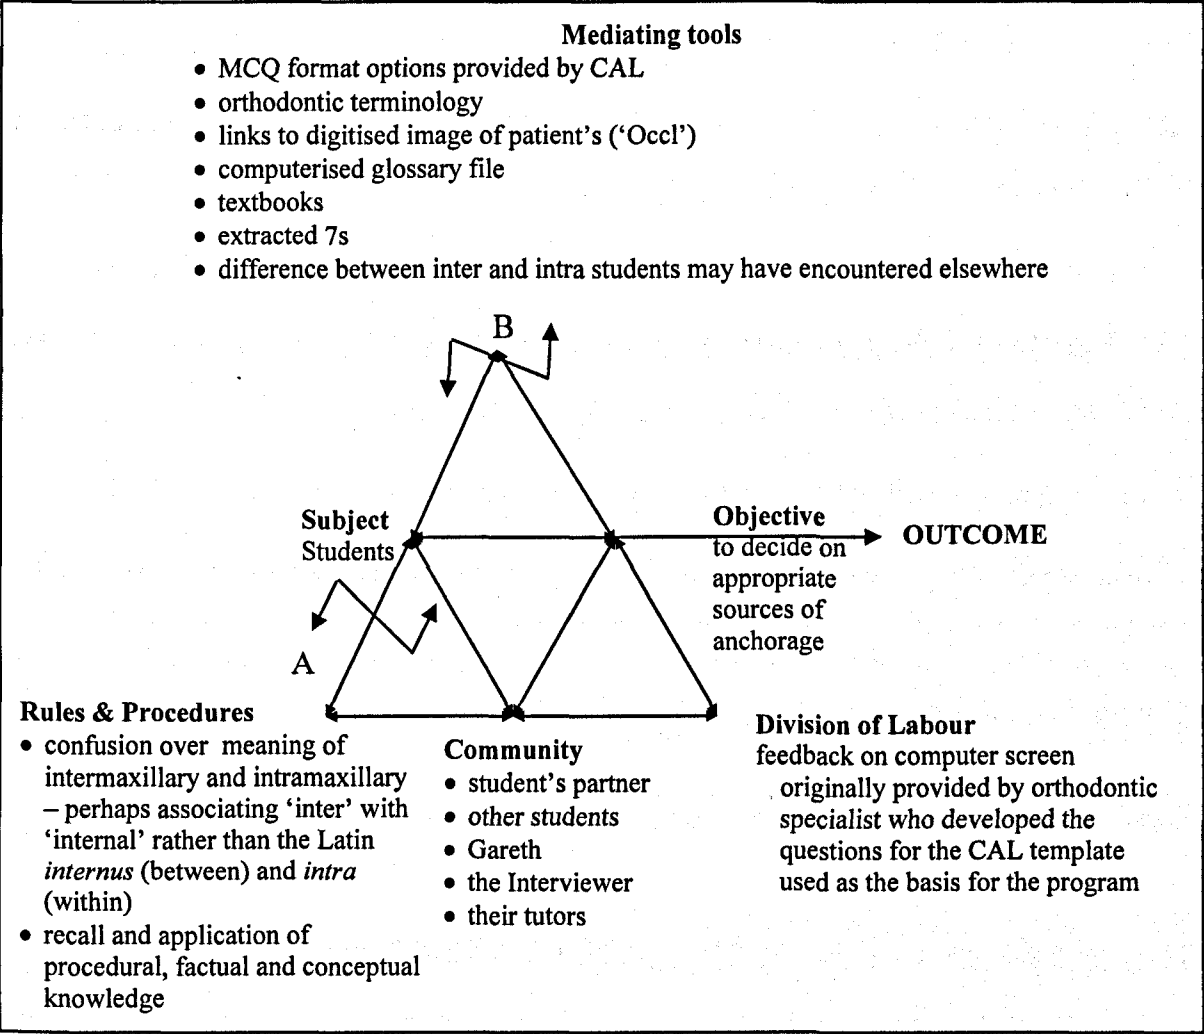 Mediating tools
• MCQ format options provided by CAL
• orthodontic terminology
• links to digitised image of patient's ('Occl')
• computerised glossary file
• textbooks
• extracted 7s
• difference between inter and intra students may have encountered elsewhere
B
Subject
Students
Objective
to decide on
appropriate
sources of
anchorage
OUTCOME
A
Rules & Procedures
• confusion over meaning of
intermaxillary and intramaxillary
– perhaps associating 'inter' with
'internal' rather than the Latin
internus (between) and intra
(within)
• recall and application of
procedural, factual and conceptual
knowledge
Community
• student's partner
• other students
• Gareth
• the Interviewer
• their tutors
Division of Labour
feedback on computer screen
originally provided by orthodontic
specialist who developed the
questions for the CAL template
used as the basis for the program